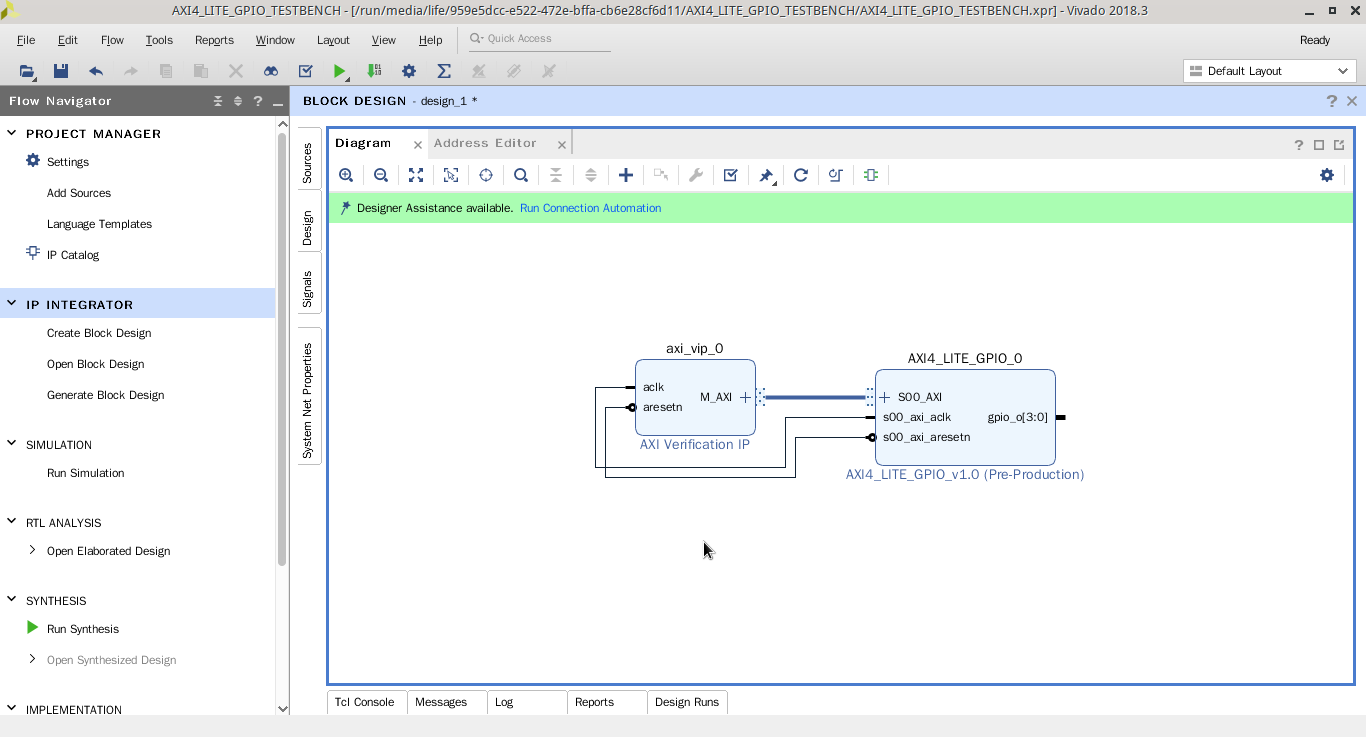 AXI4_LITE_GPIO_TESTBENCH - [/run/media/life/959e5dcc-e522-472e-bffa-cb6e28cf6d11/AXI4_LITE_GPIO_TESTBENCH/AXI4_LITE_GPIO_TESTBENCH.xpr] - Vivado 2018.3
File Edit Flow Tools Reports Window Layout View Help Quick Access Ready
Default Layout
Flow Navigator
BLOCK DESIGN - design_1 *
PROJECT MANAGER
Settings
Add Sources
Language Templates
IP Catalog
IP INTEGRATOR
Create Block Design
Open Block Design
Generate Block Design
SIMULATION
Run Simulation
RTL ANALYSIS
Open Elaborated Design
SYNTHESIS
Run Synthesis
Open Synthesized Design
IMPLEMENTATION
Sources
Design
Signals
System Net Properties
Diagram Address Editor
Designer Assistance available. Run Connection Automation
axi_vip_0
aclk
aresetn
M_AXI
AXI Verification IP
AXI4_LITE_GPIO_0
S00_AXI
s00_axi_aclk gpio_o[3:0]
s00_axi_aresetn
AXI4_LITE_GPIO_v1.0 (Pre-Production)
Tcl Console Messages Log Reports Design Runs